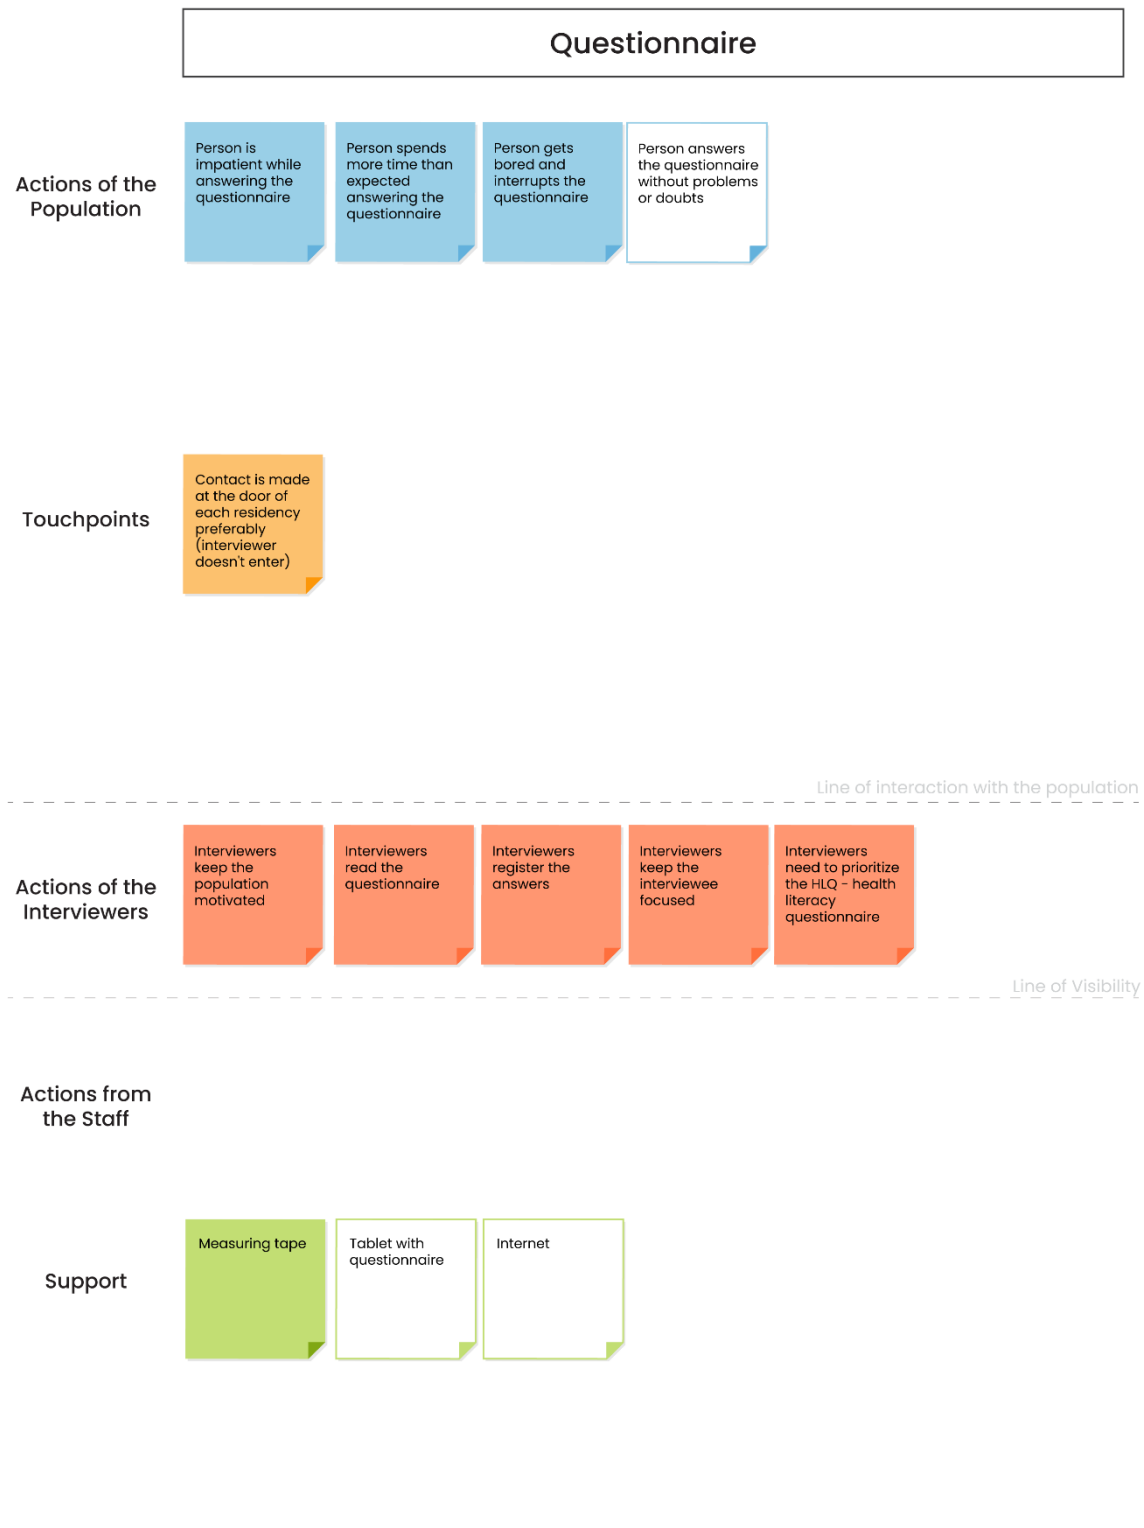 Questionnaire
Actions of the
Population
Person is
impatient while
answering the
questionnaire
Person spends
more time than
expected
answering the
questionnaire
Person gets
bored and
interrupts the
questionnaire
Person answers
the questionnaire
without problems
or doubts
Touchpoints
Contact is made
at the door of
each residency
preferably
(interviewer
doesn't enter)
Line of interaction with the population
Actions of the
Interviewers
Interviewers
keep the
population
motivated
Interviewers
read the
questionnaire
Interviewers
register the
answers
Interviewers
keep the
interviewee
focused
Interviewers
need to prioritize
the HLQ - health
literacy
questionnaire
Line of Visibility
Actions from
the Staff
Support
Measuring tape
Tablet with
questionnaire
Internet